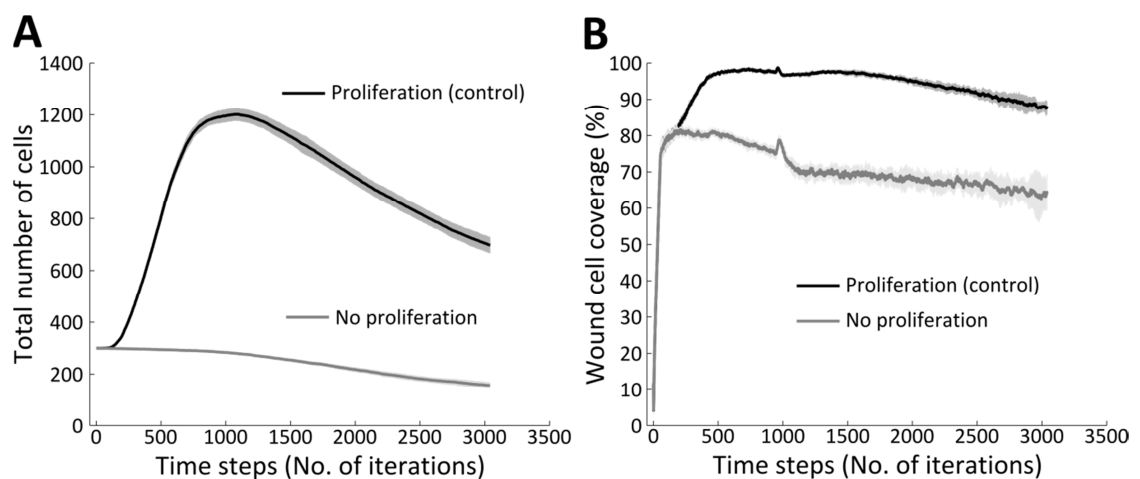 A
1400
1200
1000
800
600
400
200
0
Total number of cells
Proliferation (control)
No proliferation
0 500 1000 1500 2000 2500 3000 3500
Time steps (No. of iterations)
B
100
90
80
70
60
50
40
30
20
10
0
Wound cell coverage (%)
Proliferation (control)
No proliferation
0 500 1000 1500 2000 2500 3000 3500
Time steps (No. of iterations)